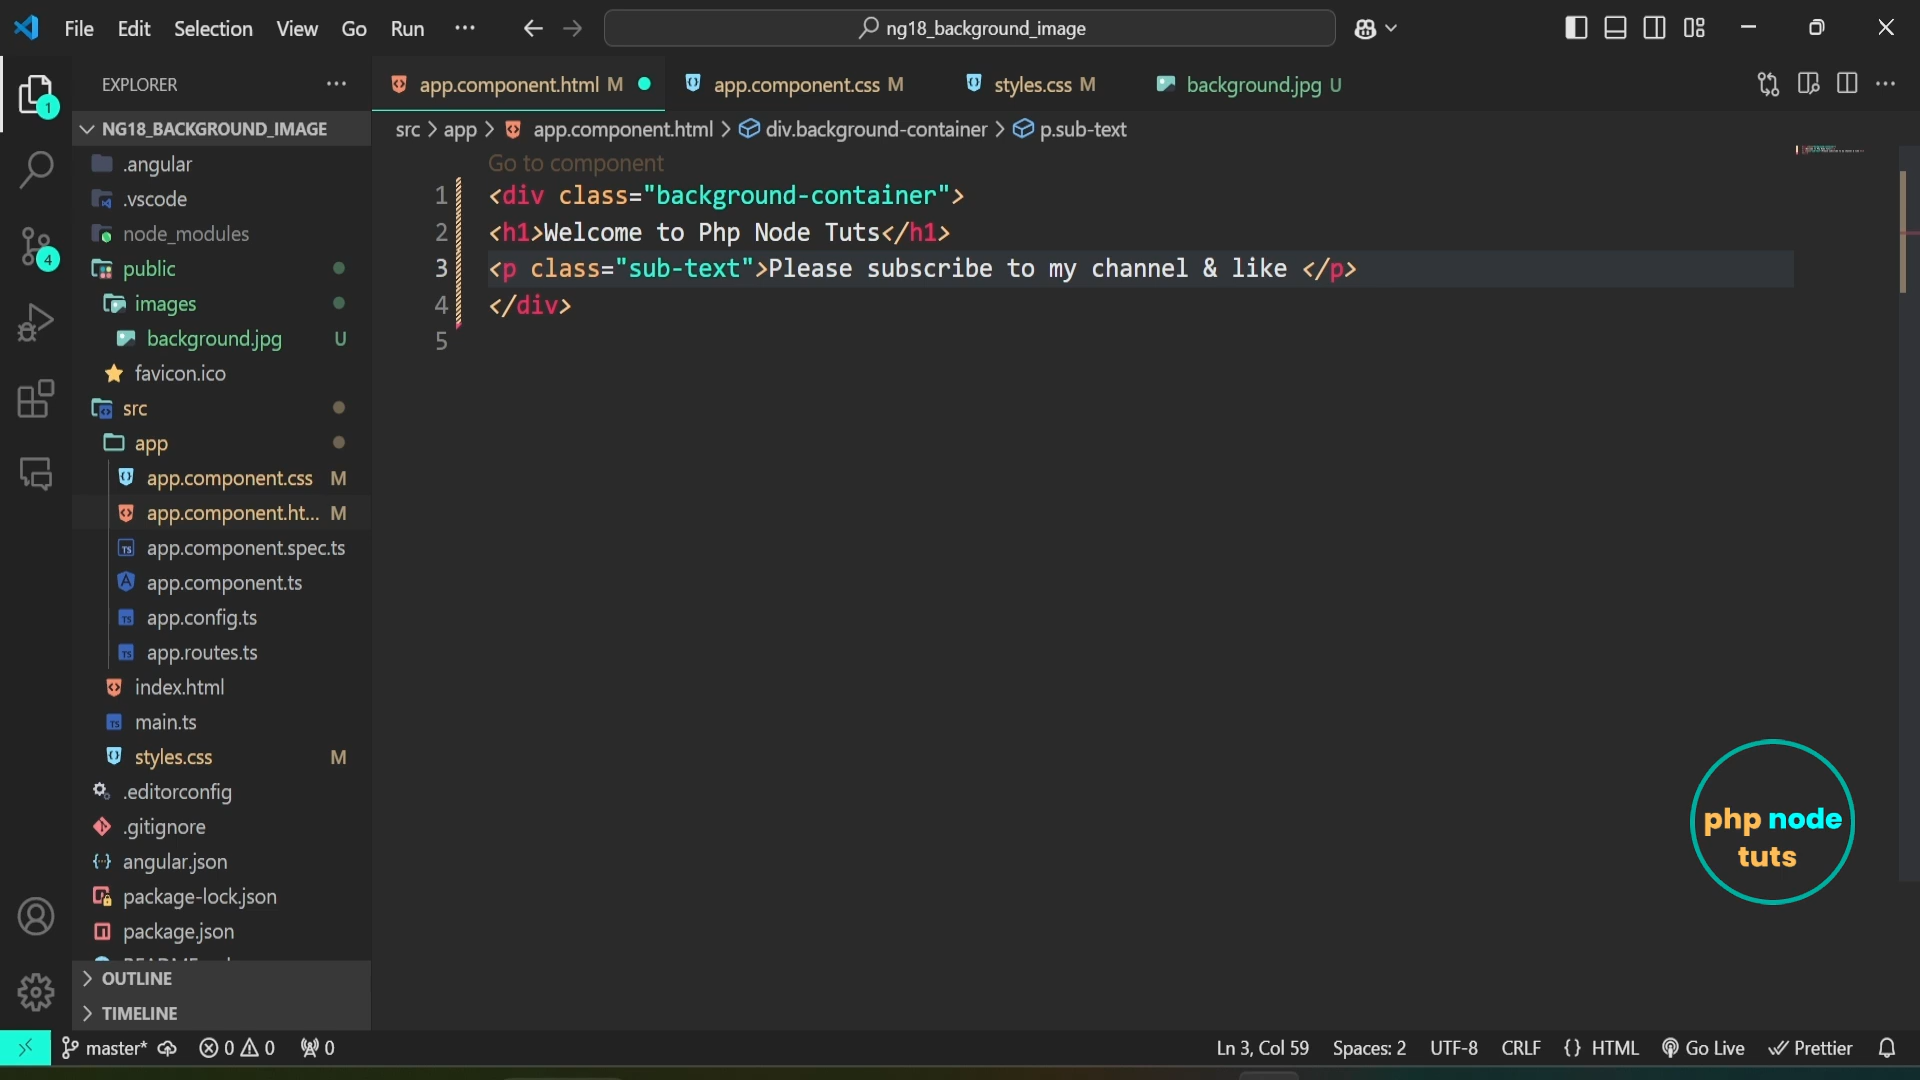 File Edit Selection View Go Run ··· ng18_background_image
EXPLORER ···
NG18_BACKGROUND_IMAGE
.angular
.vscode
node_modules
public
images
background.jpg U
favicon.ico
src
app
app.component.css M
app.component.ht... M
app.component.spec.ts
app.component.ts
app.config.ts
app.routes.ts
index.html
main.ts
styles.css M
.editorconfig
.gitignore
angular.json
package-lock.json
package.json
OUTLINE
TIMELINE
1
4
app.component.html M app.component.css M styles.css M background.jpg U
src > app > app.component.html > div.background-container > p.sub-text
Go to component
1 <div class="background-container">
2 <h1>Welcome to Php Node Tuts</h1>
3 <p class="sub-text">Please subscribe to my channel & like </p>
4 </div>
5
php node
tuts
master* 0 0 0 Ln 3, Col 59 Spaces: 2 UTF-8 CRLF {} HTML Go Live Prettier